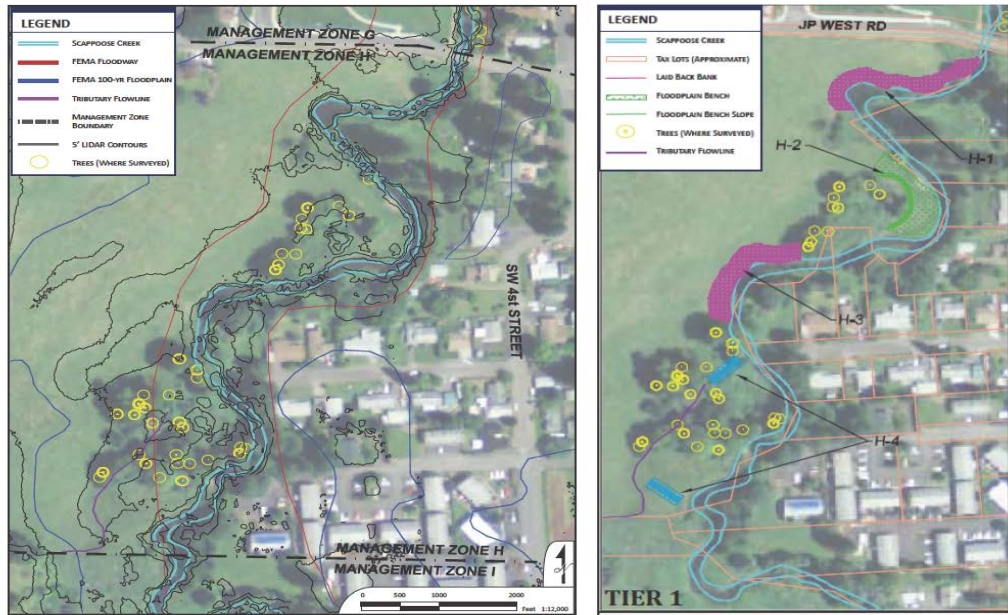 LEGEND
SCAPPOOSE CREEK
FEMA FLOODWAY
FEMA 100-YR FLOODPLAIN
TRIBUTARY FLOWLINE
MANAGEMENT ZONE
BOUNDARY
5' LIDAR CONTOURS
TREES (WHERE SURVEYED)
MANAGEMENT ZONE G
MANAGEMENT ZONE H
SW 4st STREET
MANAGEMENT ZONE H
MANAGEMENT ZONE I
0 500 1000 2000
Feet 1:12,000
LEGEND
SCAPPOOSE CREEK
TAX LOTS (APPROXIMATE)
LAID BACK BANK
FLOODPLAIN BENCH
FLOODPLAIN BENCH SLOPE
TREES (WHERE SURVEYED)
TRIBUTARY FLOWLINE
JP WEST RD
H-1
H-2
H-3
H-4
TIER 1